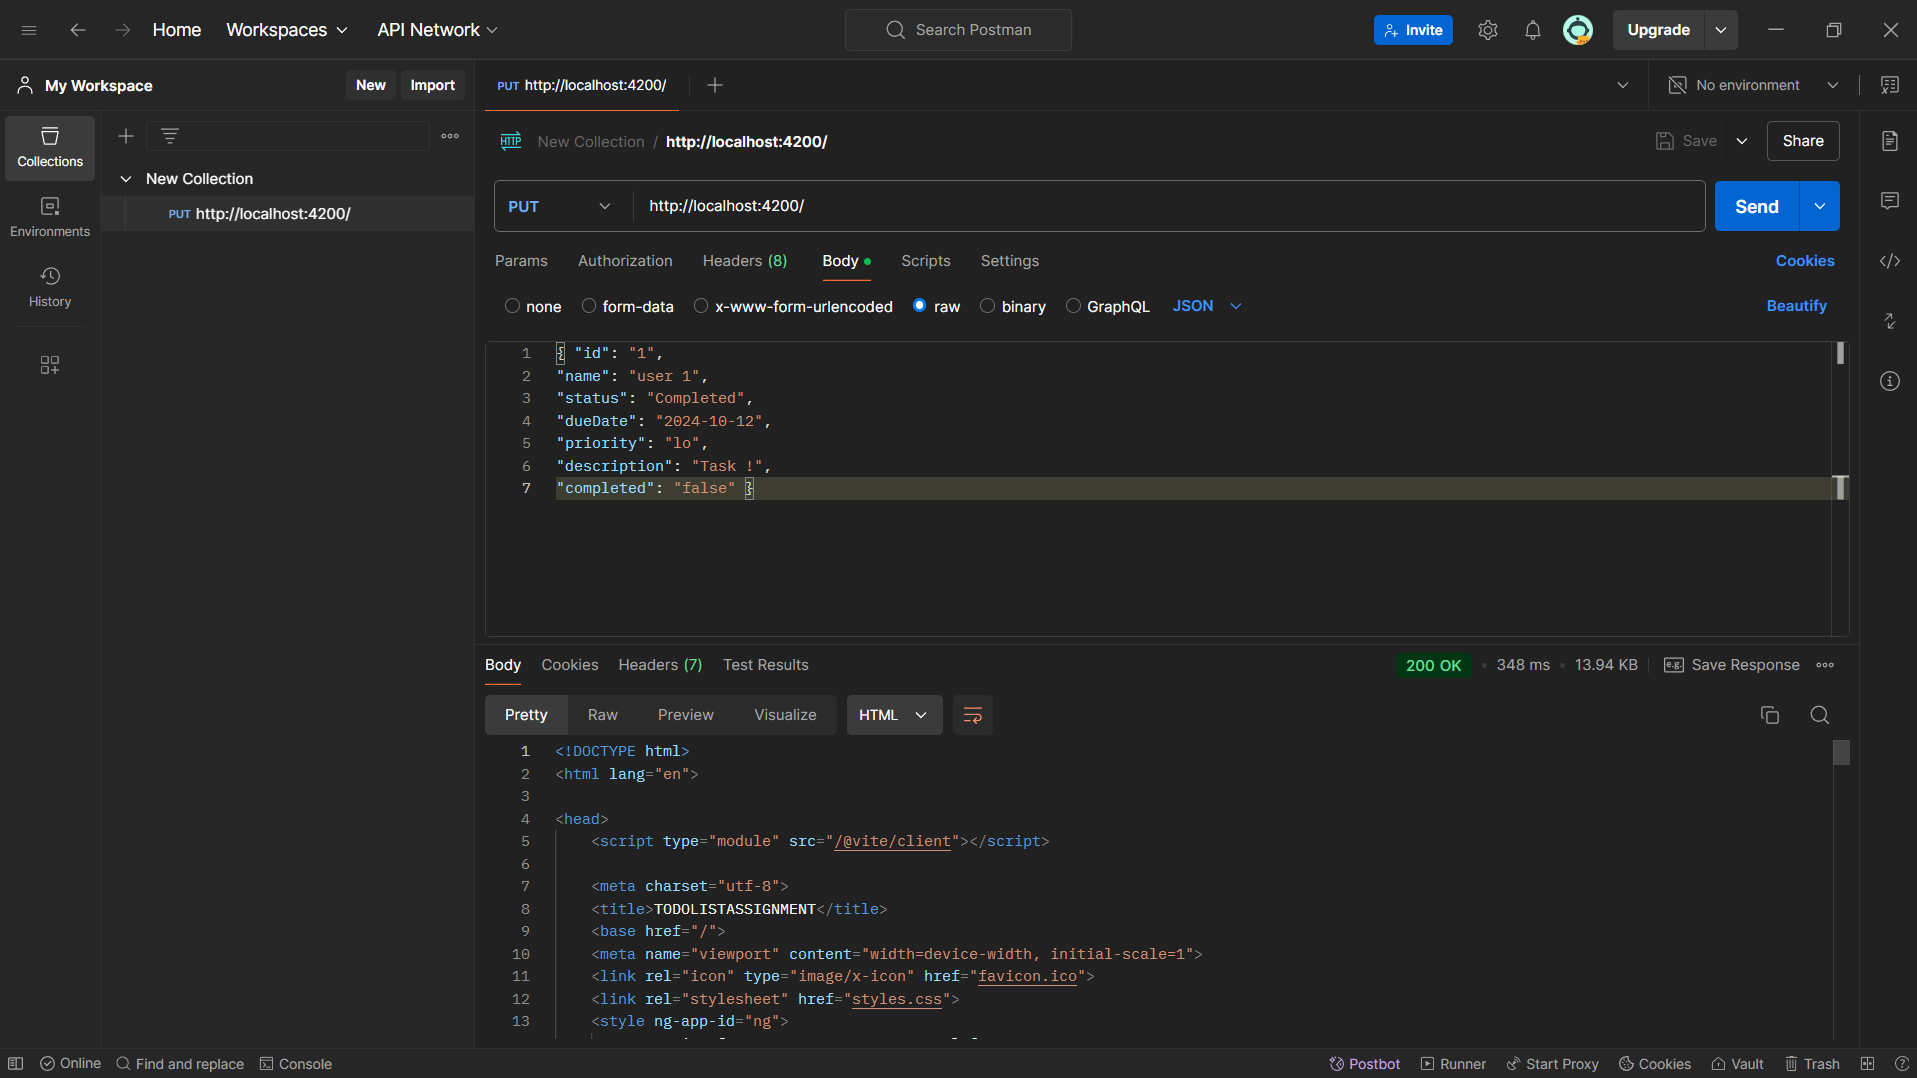 Home Workspaces API Network Search Postman Invite Upgrade
My Workspace New Import PUT http://localhost:4200/ No environment
Collections
Environments
History
New Collection
PUT http://localhost:4200/
HTTP New Collection / http://localhost:4200/ Save Share
PUT http://localhost:4200/ Send
Params Authorization Headers (8) Body Scripts Settings Cookies
none form-data x-www-form-urlencoded raw binary GraphQL JSON Beautify
1 { "id": "1",
2 "name": "user 1",
3 "status": "Completed",
4 "dueDate": "2024-10-12",
5 "priority": "lo",
6 "description": "Task !",
7 "completed": "false" }
Body Cookies Headers (7) Test Results 200 OK 348 ms 13.94 KB e.g. Save Response
Pretty Raw Preview Visualize HTML
1 <!DOCTYPE html>
2 <html lang="en">
3
4 <head>
5 <script type="module" src="/@vite/client"></script>
6
7 <meta charset="utf-8">
8 <title>TODOLISTASSIGNMENT</title>
9 <base href="/">
10 <meta name="viewport" content="width=device-width, initial-scale=1">
11 <link rel="icon" type="image/x-icon" href="favicon.ico">
12 <link rel="stylesheet" href="styles.css">
13 <style ng-app-id="ng">
Online Find and replace Console Postbot Runner Start Proxy Cookies Vault Trash